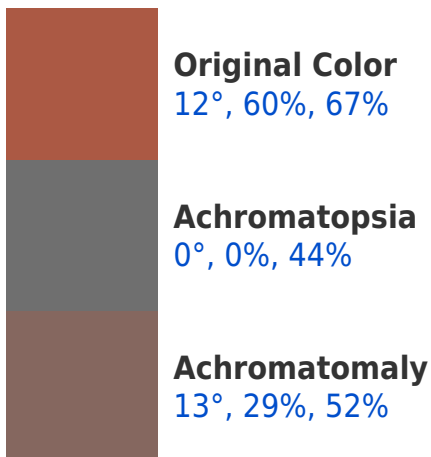 Original Color
12°, 60%, 67%
Achromatopsia
0°, 0%, 44%
Achromatomaly
13°, 29%, 52%